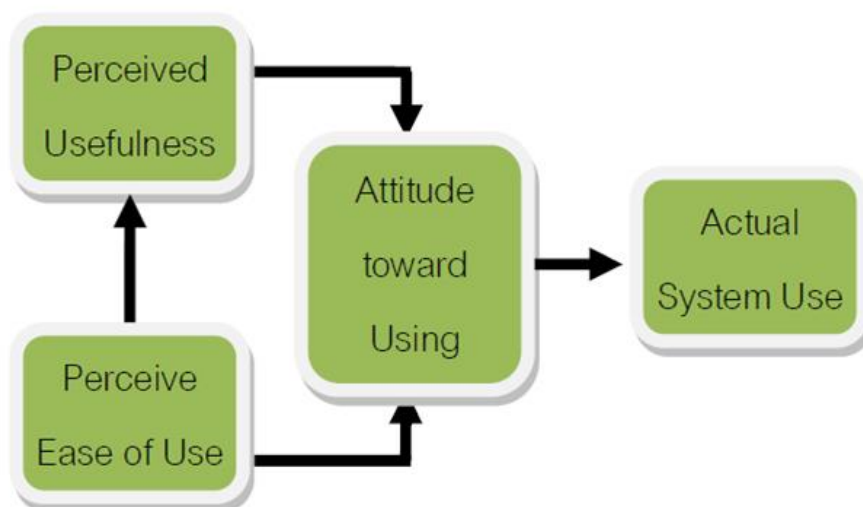 Perceived
Usefulness
Attitude
toward
Using
Actual
System Use
Perceive
Ease of Use